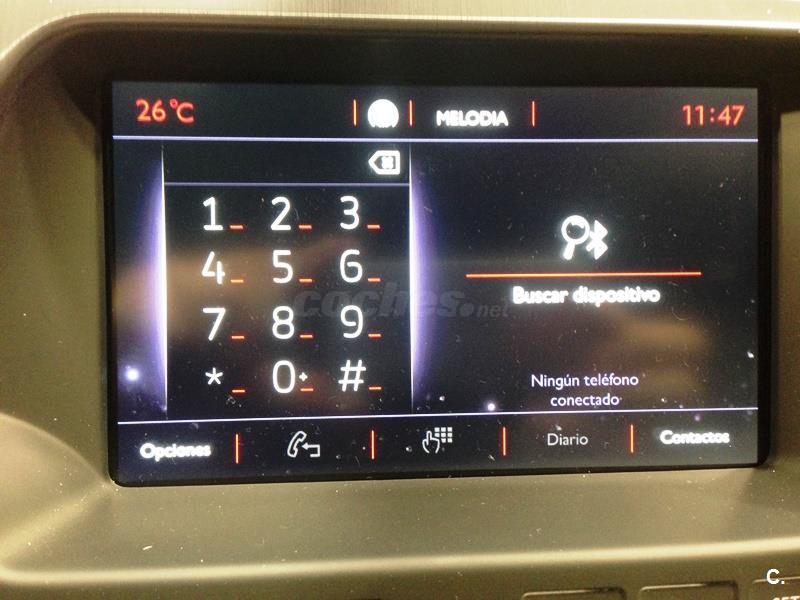 26°C MELODIA 11:47
1 2 3
4 5 6
7 8 9
* 0+ #
Buscar dispositivo
coches.net
Ningún teléfono
conectado
Opciones Diario Contactos
C.